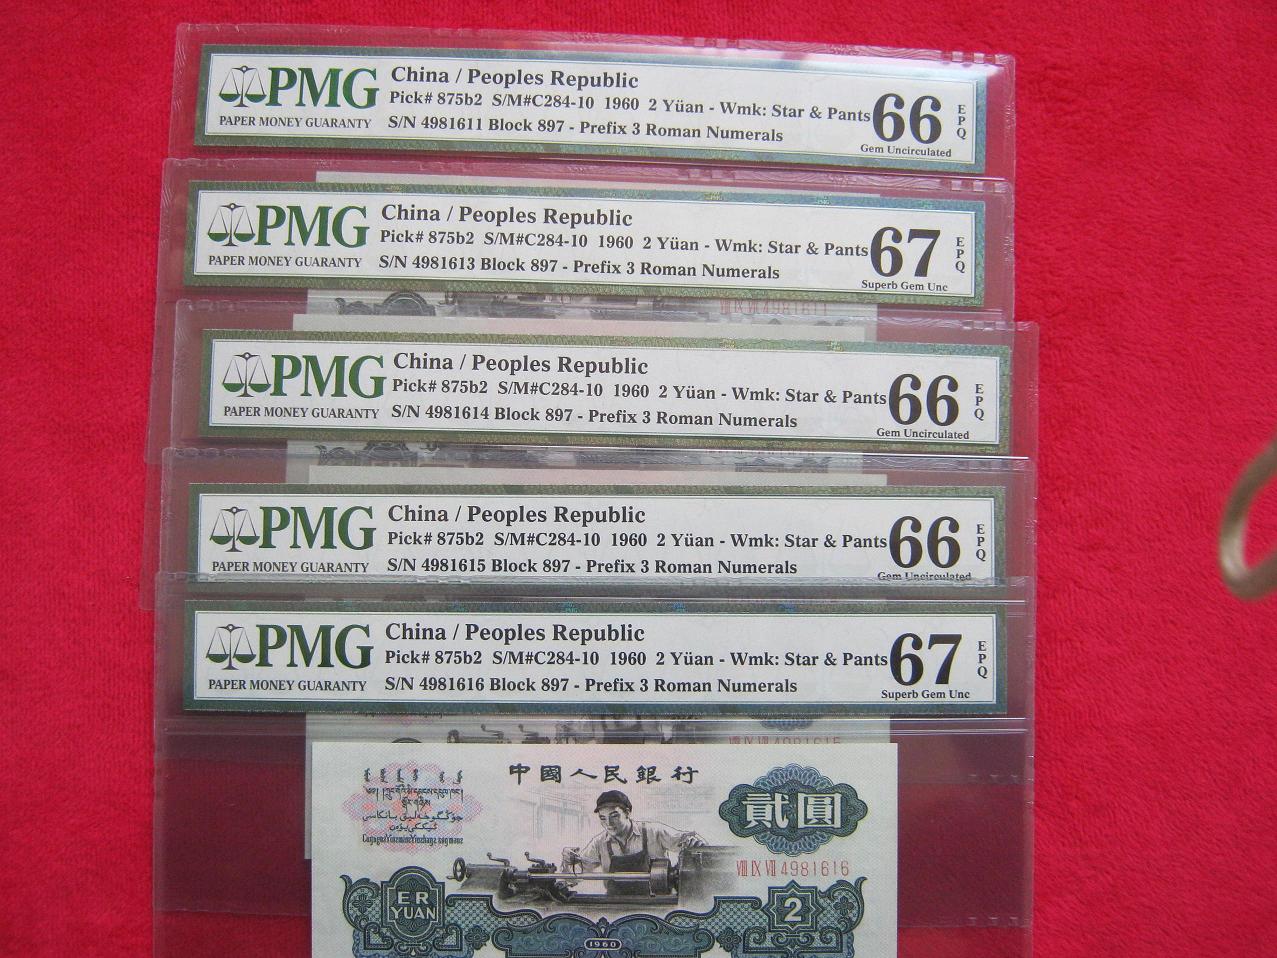 PMG
PAPER MONEY GUARANTY
China / Peoples Republic
Pick# 875b2 S/M#C284-10 1960 2 Yüan - Wmk: Star & Pants
S/N 4981611 Block 897 - Prefix 3 Roman Numerals
66
EPQ
Gem Uncirculated
PMG
PAPER MONEY GUARANTY
China / Peoples Republic
Pick# 875b2 S/M#C284-10 1960 2 Yüan - Wmk: Star & Pants
S/N 4981613 Block 897 - Prefix 3 Roman Numerals
67
EPQ
Superb Gem Unc
VIII IX VII 4981611
PMG
PAPER MONEY GUARANTY
China / Peoples Republic
Pick# 875b2 S/M#C284-10 1960 2 Yüan - Wmk: Star & Pants
S/N 4981614 Block 897 - Prefix 3 Roman Numerals
66
EPQ
Gem Uncirculated
PMG
PAPER MONEY GUARANTY
China / Peoples Republic
Pick# 875b2 S/M#C284-10 1960 2 Yüan - Wmk: Star & Pants
S/N 4981615 Block 897 - Prefix 3 Roman Numerals
66
EPQ
Gem Uncirculated
PMG
PAPER MONEY GUARANTY
China / Peoples Republic
Pick# 875b2 S/M#C284-10 1960 2 Yüan - Wmk: Star & Pants
S/N 4981616 Block 897 - Prefix 3 Roman Numerals
67
EPQ
Superb Gem Unc
VIII IX VII 4981615
中國人民銀行
貳圓
VIII IX VII 4981616
ER
YUAN
2
1960